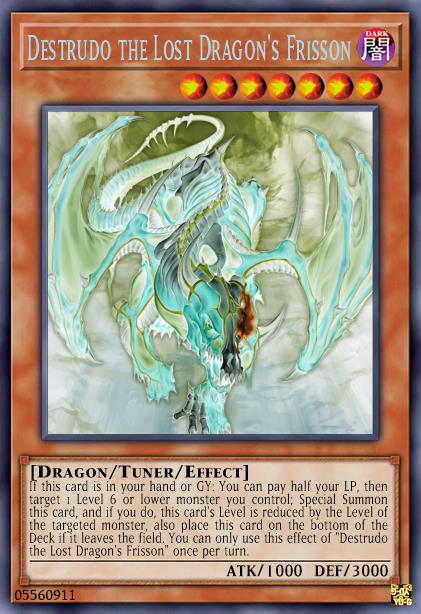 DESTRUDO THE LOST DRAGON'S FRISSON
DARK
闇
[DRAGON/TUNER/EFFECT]
If this card is in your hand or GY: You can pay half your LP, then
target 1 Level 6 or lower monster you control; Special Summon
this card, and if you do, this card's Level is reduced by the Level of
the targeted monster, also place this card on the bottom of the
Deck if it leaves the field. You can only use this effect of "Destrudo
the Lost Dragon's Frisson" once per turn.
ATK/1000 DEF/3000
05560911